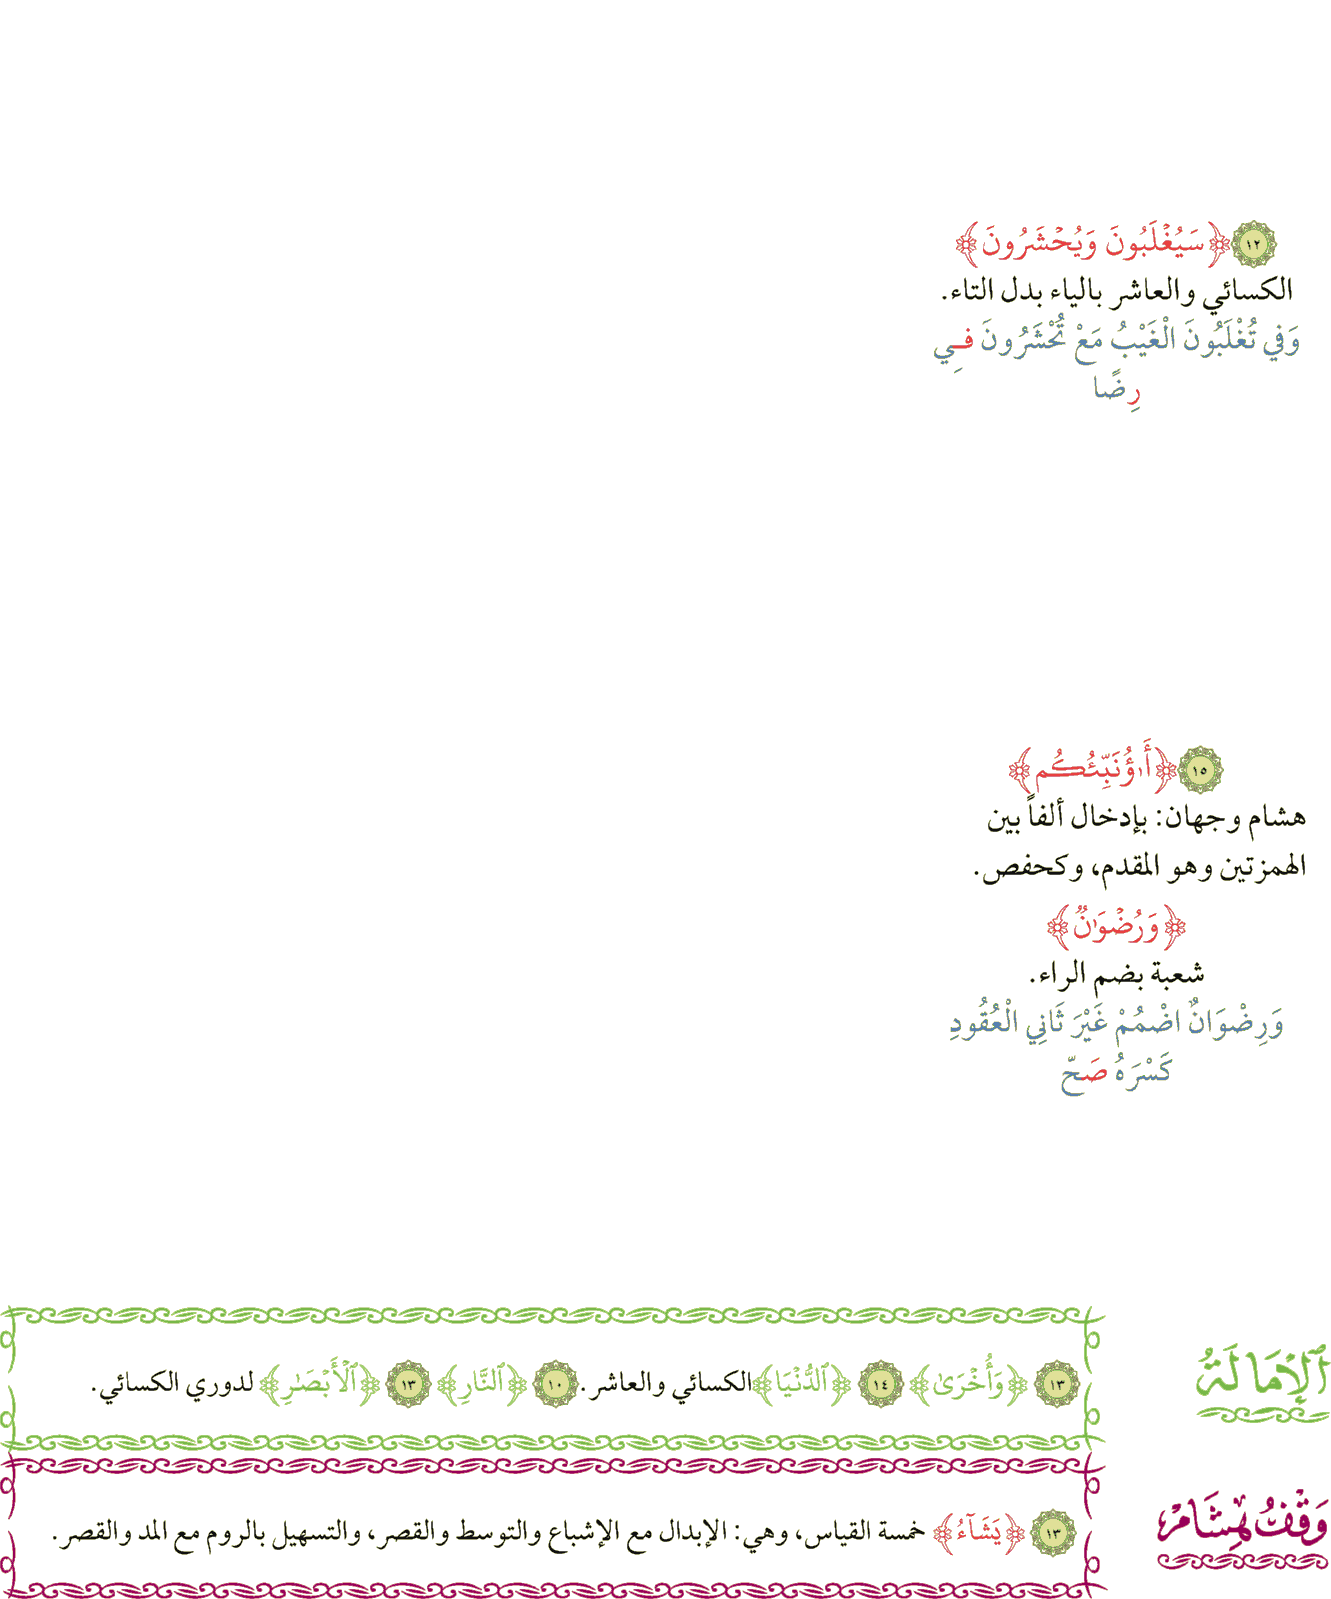 ١٢ ﴿سَيُغۡلَبُونَ وَيُحۡشَرُونَ﴾
الكسائي والعاشر بالياء بدل التاء.
وَفِي تُغْلَبُونَ الْغَيْبُ مَعْ تُحْشَرُونَ فِـي
رِضًا
١٥ ﴿أَٰؤُنَبِّئُكُم﴾
هشام وجهان: بإدخال ألفاً بين
الهمزتين وهو المقدم، وكحفص.
﴿وَرُضۡوَٰنٌ﴾
شعبة بضم الراء.
وَرِضْوَانٌ اضْمُمْ غَيْرَ ثَانِي الْعُقُودِ
كَسْرَهُ صَحّ
ٱلْإِمَالَةُ
١٣ ﴿وَأُخْرَىٰ﴾ ١٤ ﴿ٱلدُّنْيَا﴾ الكسائي والعاشر. ١٠ ﴿ٱلنَّارِ﴾ ١٣ ﴿ٱلۡأَبۡصَٰرِ﴾ لدوري الكسائي.
وَقْفُ هِشَامٍ
١٣ ﴿يَشَآءُ﴾ خمسة القياس، وهي: الإبدال مع الإشباع والتوسط والقصر، والتسهيل بالروم مع المد والقصر.